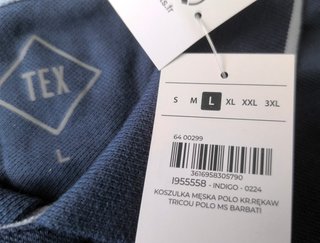 s.fr
TEX
L
S M L XL XXL 3XL
64 00299
3616958305790
I955558 - INDIGO - 0224
KOSZULKA MĘSKA POLO KR.RĘKAW
TRICOU POLO MS BARBATI